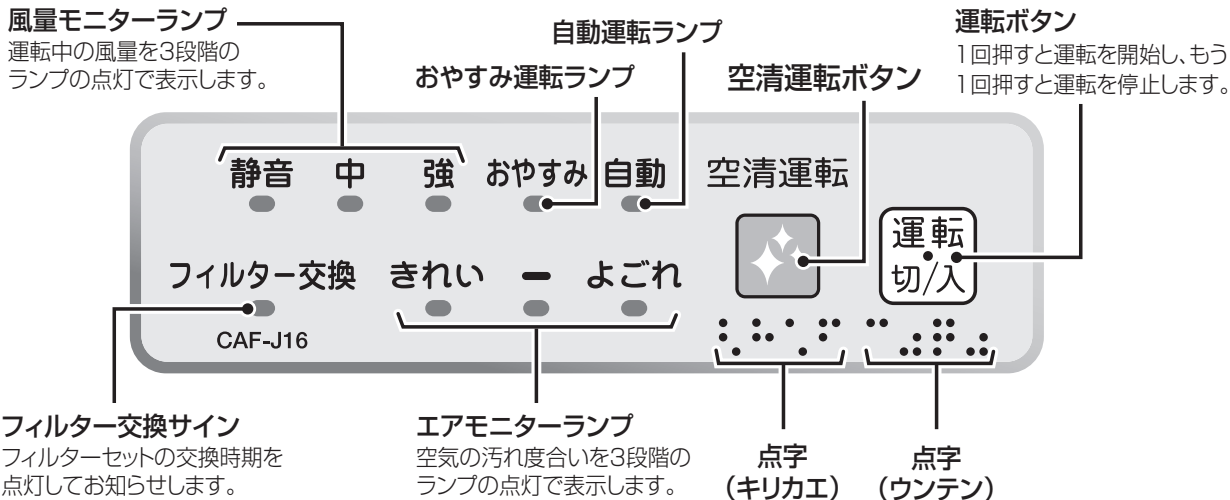 風量モニターランプ
運転中の風量を3段階の
ランプの点灯で表示します。
自動運転ランプ
おやすみ運転ランプ
空清運転ボタン
運転ボタン
1回押すと運転を開始し、もう
1回押すと運転を停止します。
静音 中 強 おやすみ 自動 空清運転
運転
切/入
フィルター交換 きれい ー よごれ
CAF-J16
フィルター交換サイン
フィルターセットの交換時期を
点灯してお知らせします。
エアモニターランプ
空気の汚れ度合いを3段階の
ランプの点灯で表示します。
点字
(キリカエ)
点字
(ウンテン)